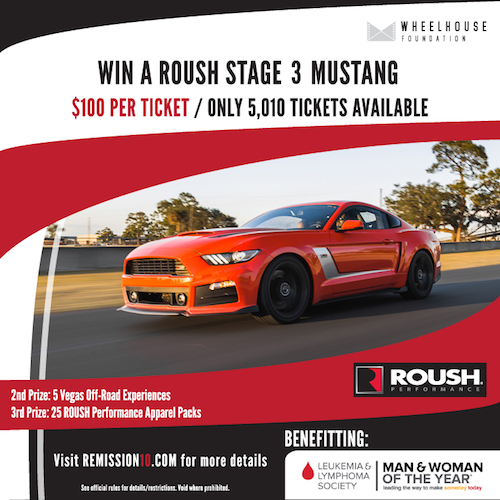 WHEELHOUSE
FOUNDATION
WIN A ROUSH STAGE 3 MUSTANG
$100 PER TICKET / ONLY 5,010 TICKETS AVAILABLE
2nd Prize: 5 Vegas Off-Road Experiences
3rd Prize: 25 ROUSH Performance Apparel Packs
R ROUSH
PERFORMANCE
Visit REMISSION10.COM for more details
See official rules for details/restrictions. Void where prohibited.
BENEFITTING:
LEUKEMIA &
LYMPHOMA
SOCIETY
MAN & WOMAN
OF THE YEAR™
leading the way to make someday today